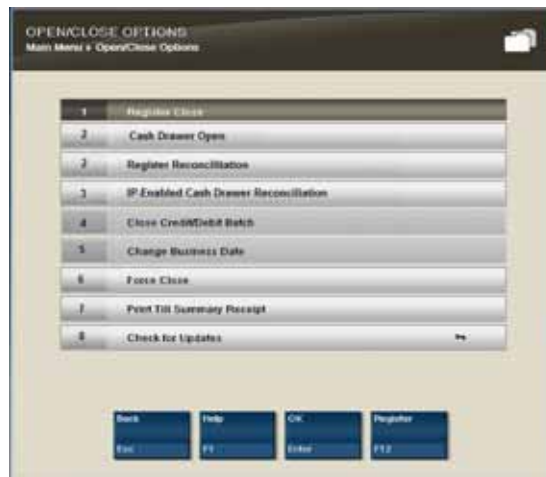 OPEN/CLOSE OPTIONS
Main Menu » Open/Close Options
1 Register Close
2 Cash Drawer Open
2 Register Reconciliation
3 IP-Enabled Cash Drawer Reconciliation
4 Close Credit/Debit Batch
5 Change Business Date
6 Force Close
7 Print Till Summary Receipt
8 Check for Updates
Back Help OK Register
Esc F1 Enter F12